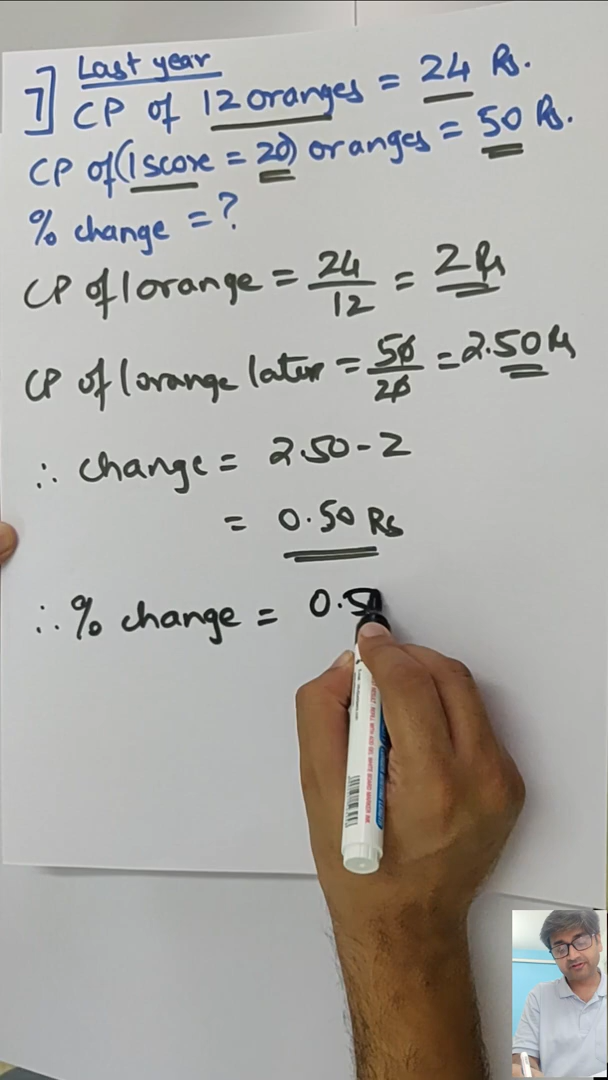 7] Last year
CP of 12 oranges = 24 Rs.
CP of (1 score = 20) oranges = 50 Rs.
% change = ?
CP of 1 orange = 24/12 = 2 Rs
CP of 1 orange later = 50/20 = 2.50 Rs
∴ change = 2.50 - 2
= 0.50 Rs
∴ % change = 0.5